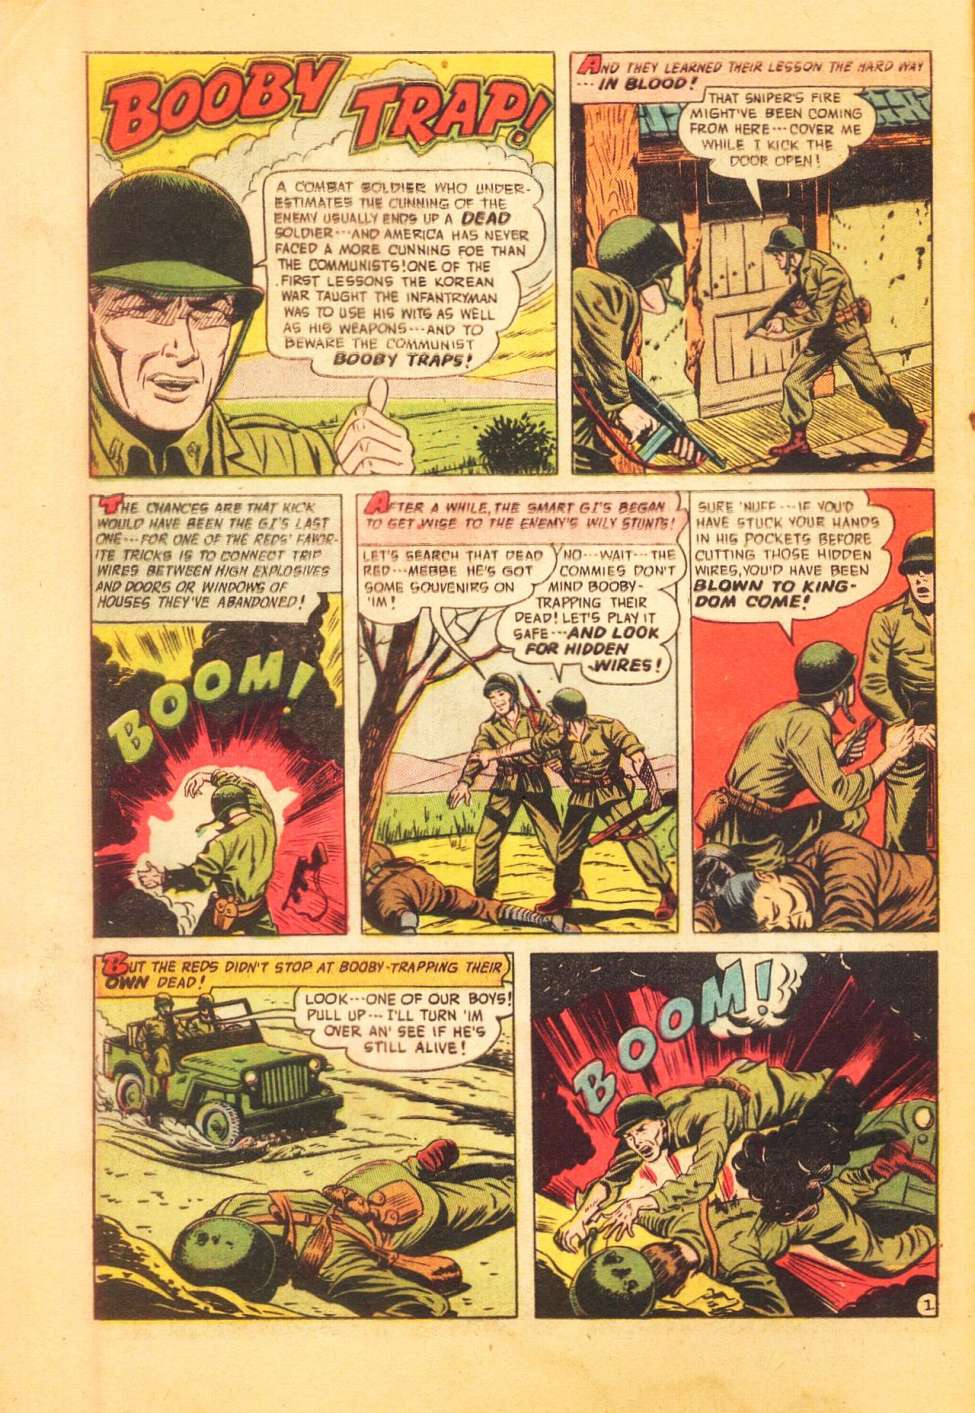 BOOBY TRAP!
A COMBAT SOLDIER WHO UNDER-
ESTIMATES THE CUNNING OF THE
ENEMY USUALLY ENDS UP A DEAD
SOLDIER---AND AMERICA HAS NEVER
FACED A MORE CUNNING FOE THAN
THE COMMUNISTS! ONE OF THE
FIRST LESSONS THE KOREAN
WAR TAUGHT THE INFANTRYMAN
WAS TO USE HIS WITS AS WELL
AS HIS WEAPONS---AND TO
BEWARE THE COMMUNIST
BOOBY TRAPS!
AND THEY LEARNED THEIR LESSON THE HARD WAY
---IN BLOOD!
THAT SNIPER'S FIRE
MIGHT'VE BEEN COMING
FROM HERE---COVER ME
WHILE I KICK THE
DOOR OPEN!
THE CHANCES ARE THAT KICK
WOULD HAVE BEEN THE G.I.'S LAST
ONE---FOR ONE OF THE REDS' FAVOR-
ITE TRICKS IS TO CONNECT TRIP
WIRES BETWEEN HIGH EXPLOSIVES
AND DOORS OR WINDOWS OF
HOUSES THEY'VE ABANDONED!
BOOM!
AFTER A WHILE, THE SMART GI'S BEGAN
TO GET WISE TO THE ENEMY'S WILY STUNTS!
LET'S SEARCH THAT DEAD
RED---MEBBE HE'S GOT
SOME SOUVENIRS ON
'IM!
NO---WAIT---THE
COMMIES DON'T
MIND BOOBY-
TRAPPING THEIR
DEAD! LET'S PLAY IT
SAFE---AND LOOK
FOR HIDDEN
WIRES!
SURE 'NUFF---IF YOU'D
HAVE STUCK YOUR HANDS
IN HIS POCKETS BEFORE
CUTTING THOSE HIDDEN
WIRES, YOU'D HAVE BEEN
BLOWN TO KING-
DOM COME!
BUT THE REDS DIDN'T STOP AT BOOBY-TRAPPING THEIR
OWN DEAD!
LOOK---ONE OF OUR BOYS!
PULL UP---I'LL TURN 'IM
OVER AN' SEE IF HE'S
STILL ALIVE!
BOOM!
1